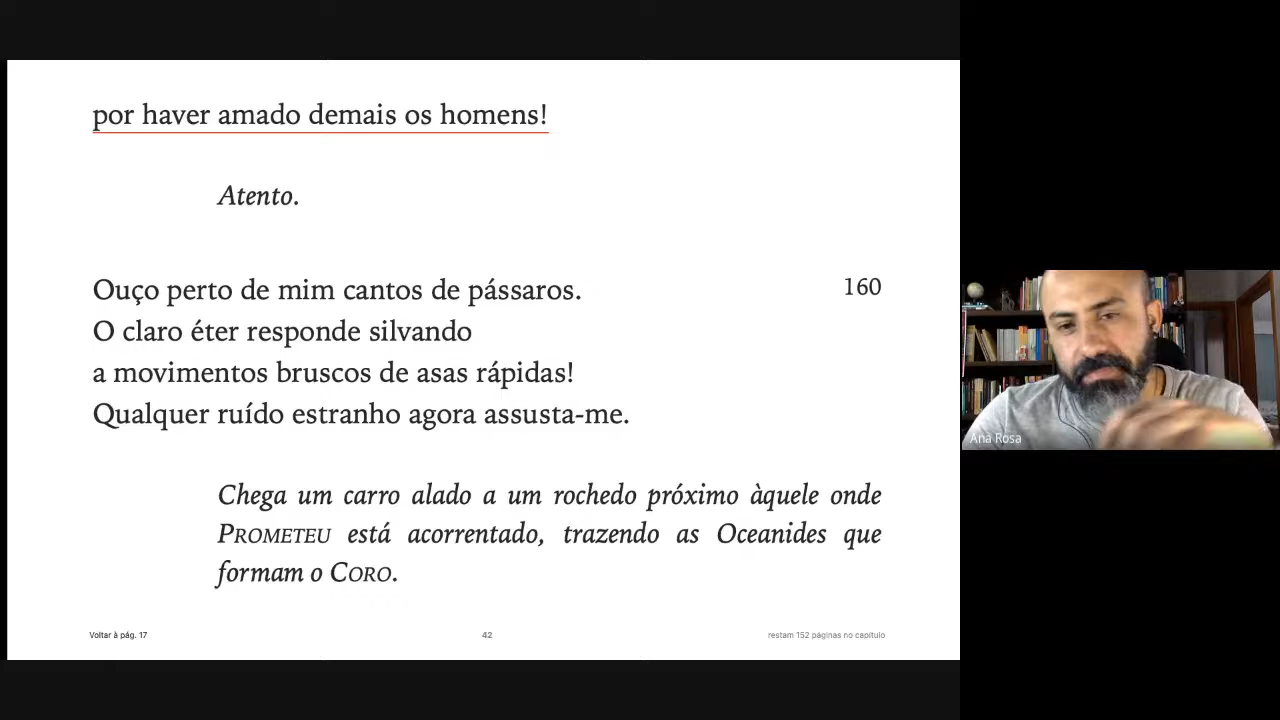 por haver amado demais os homens!
Atento.
Ouço perto de mim cantos de pássaros. 160
O claro éter responde silvando
a movimentos bruscos de asas rápidas!
Qualquer ruído estranho agora assusta-me.
Chega um carro alado a um rochedo próximo àquele onde
PROMETEU está acorrentado, trazendo as Oceanides que
formam o CORO.
Voltar à pág. 17 42 restam 152 páginas no capítulo
Ana Rosa